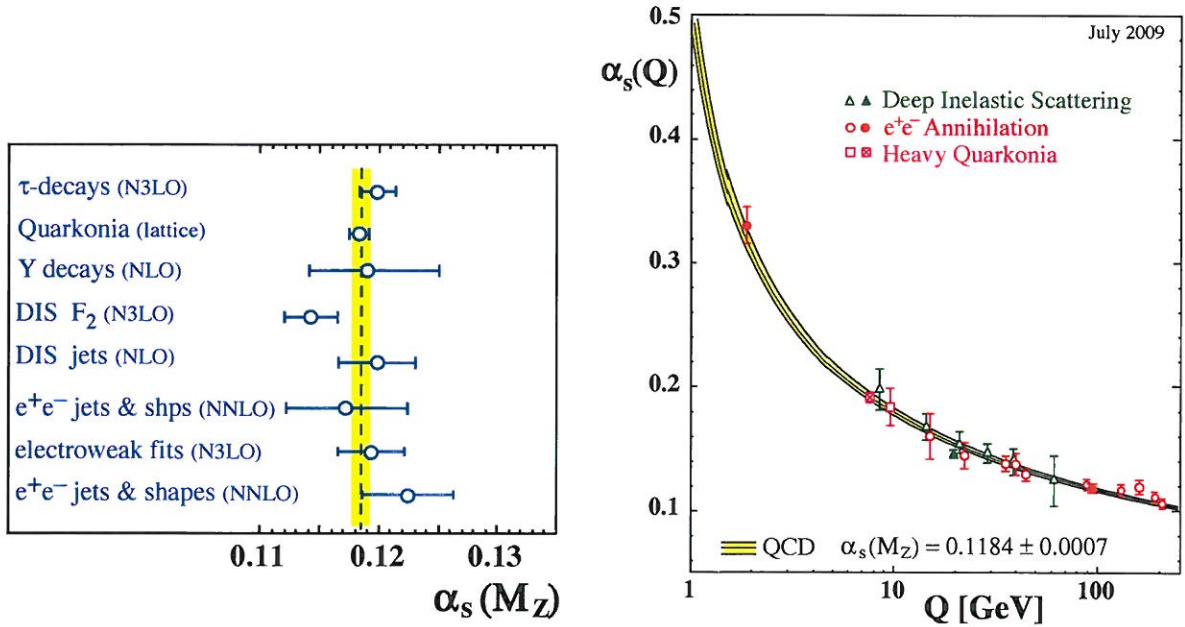 τ-decays (N3LO)
Quarkonia (lattice)
Υ decays (NLO)
DIS F₂ (N3LO)
DIS jets (NLO)
e⁺e⁻ jets & shps (NNLO)
electroweak fits (N3LO)
e⁺e⁻ jets & shapes (NNLO)
0.11 0.12 0.13
αₛ (M_Z)
0.5
July 2009
αₛ(Q)
Deep Inelastic Scattering
e⁺e⁻ Annihilation
Heavy Quarkonia
0.4
0.3
0.2
0.1
QCD αₛ(M_Z) = 0.1184 ± 0.0007
1 10 100
Q [GeV]